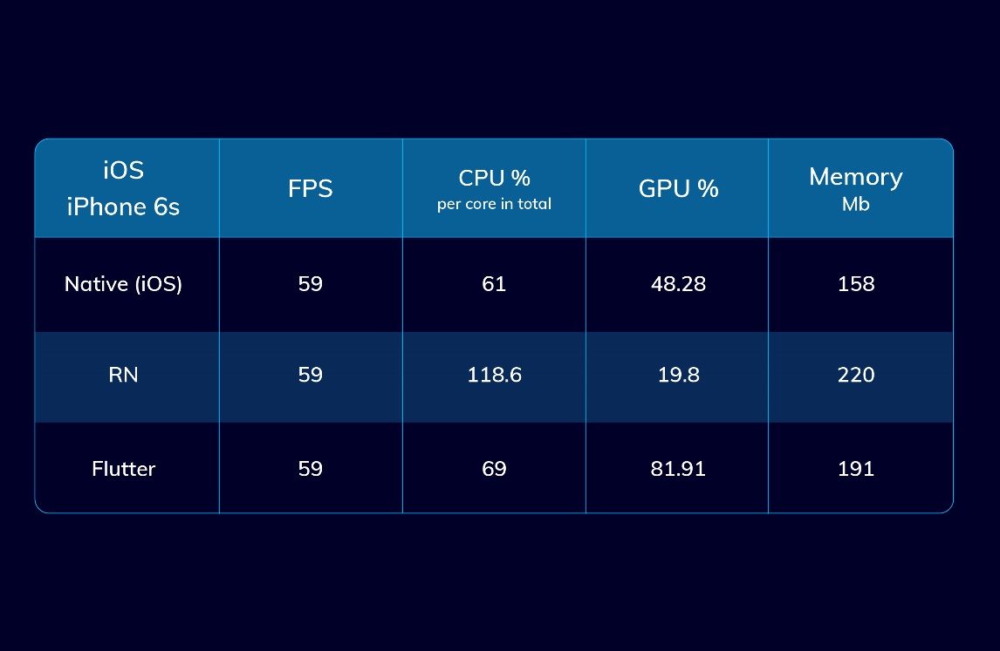 iOS
iPhone 6s
FPS
CPU %
per core in total
GPU %
Memory
Mb
Native (iOS) 59 61 48.28 158
RN 59 118.6 19.8 220
Flutter 59 69 81.91 191